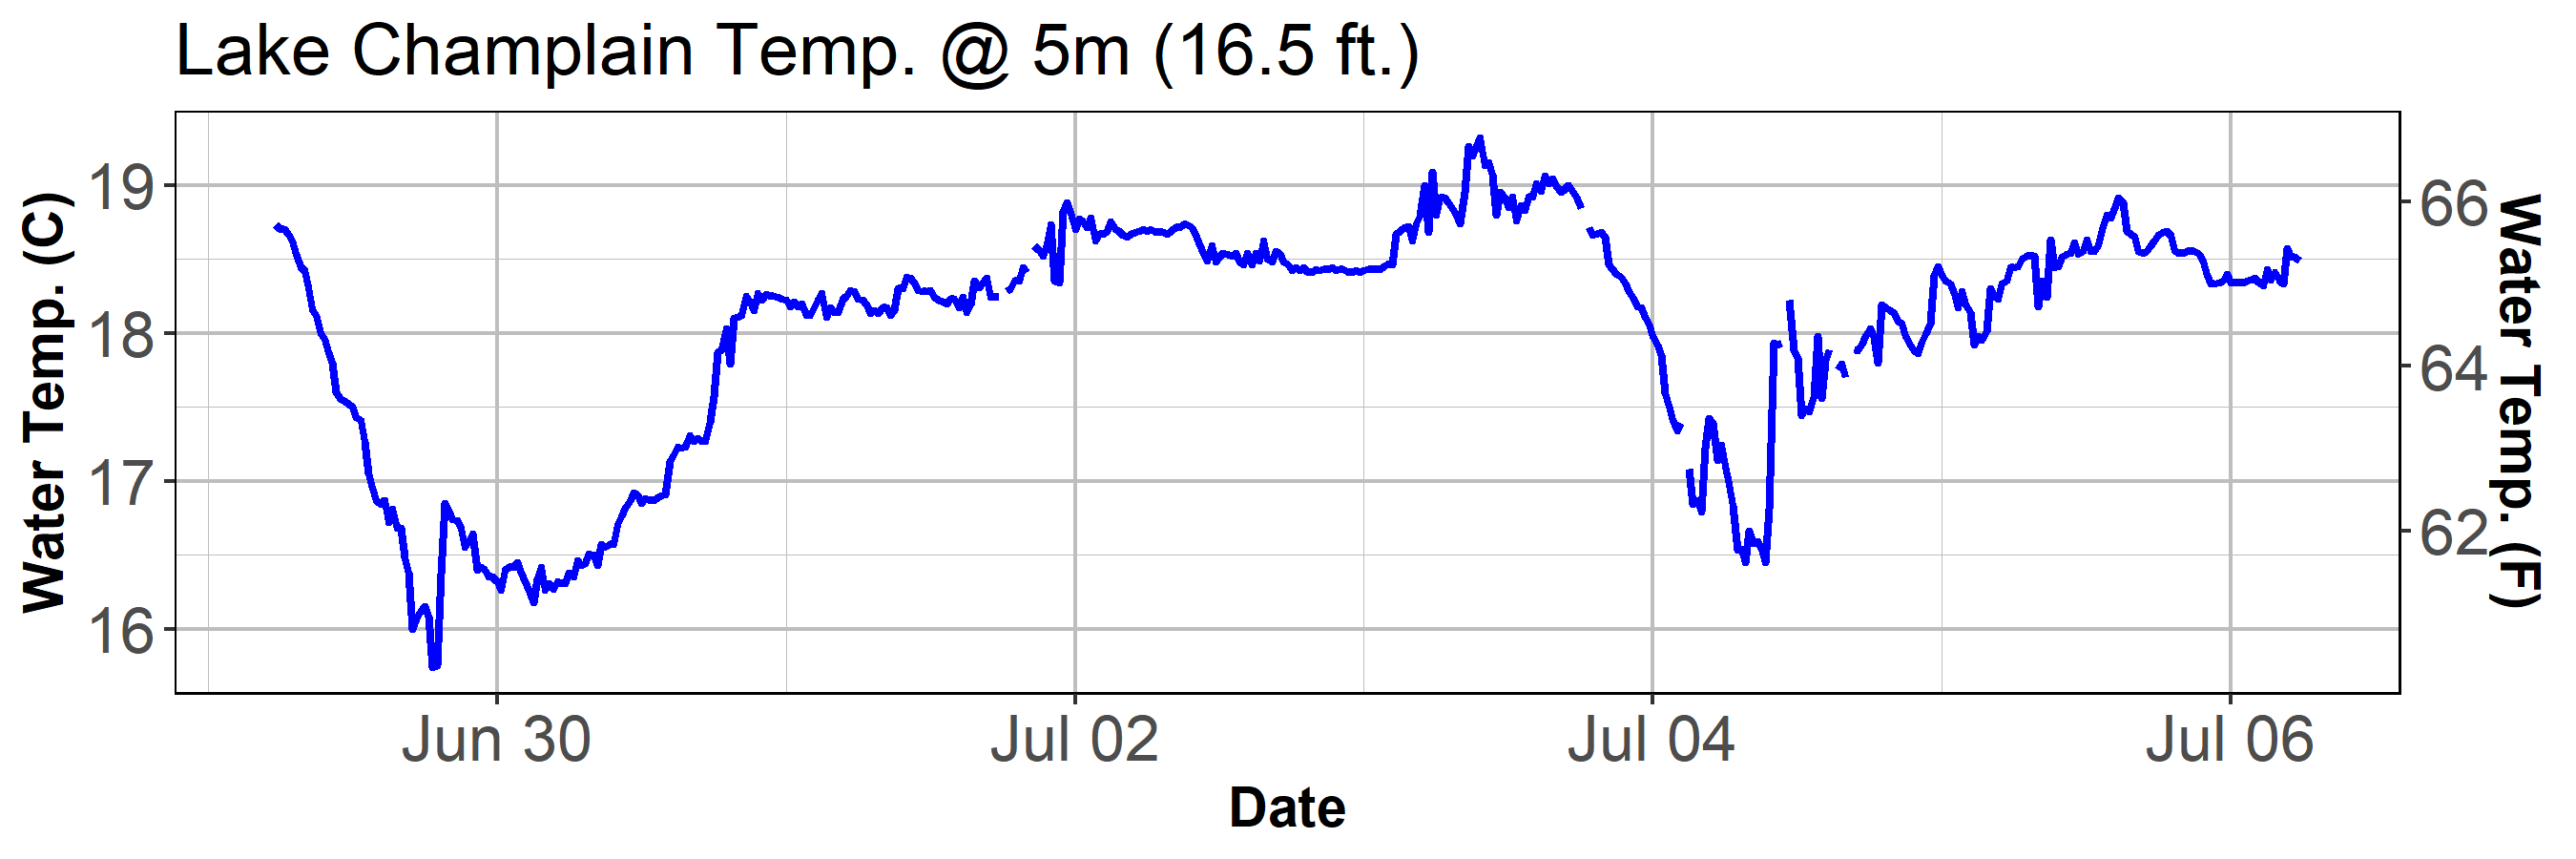 Lake Champlain Temp. @ 5m (16.5 ft.)
Water Temp. (C)
19
18
17
16
66
64
62
Water Temp. (F)
Jun 30
Jul 02
Jul 04
Jul 06
Date